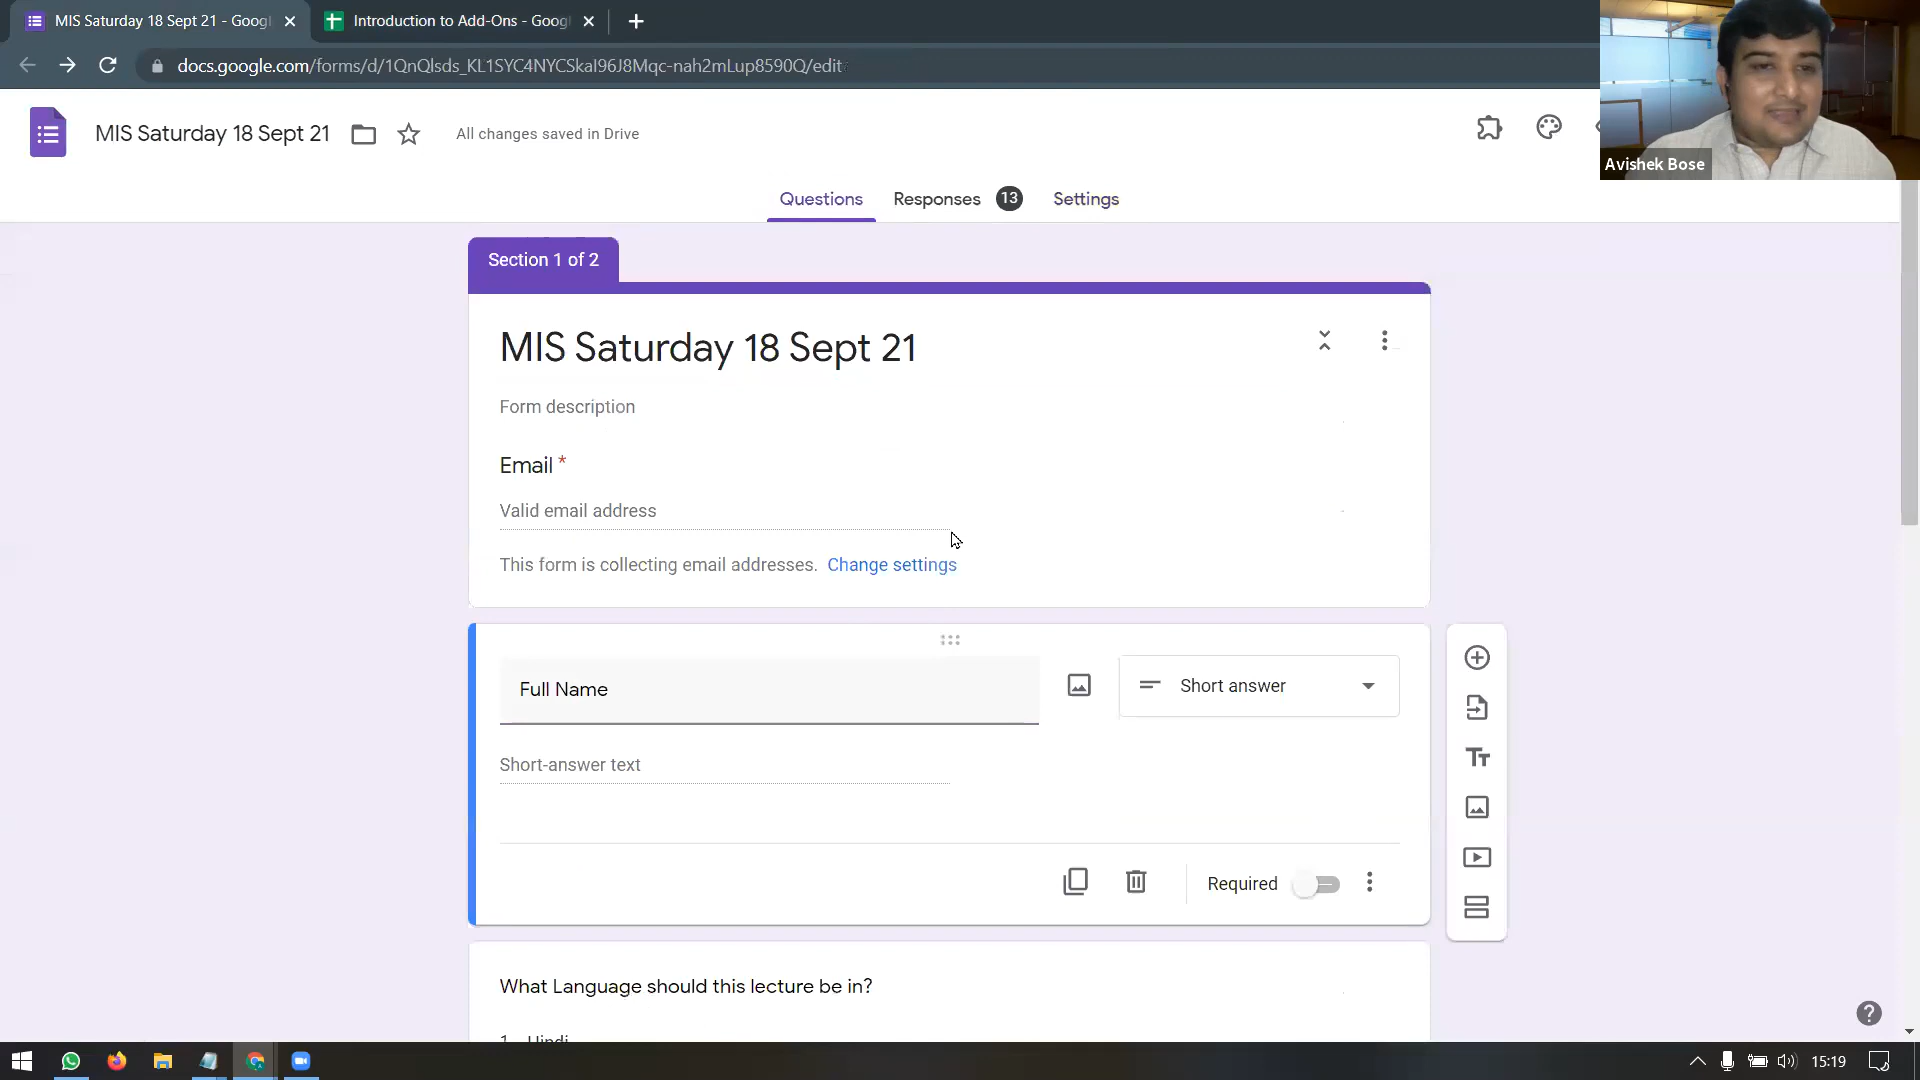 MIS Saturday 18 Sept 21 - Googl
Introduction to Add-Ons - Googl
docs.google.com/forms/d/1QnQlsds_KL1SYC4NYCSkaI96J8Mqc-nah2mLup8590Q/edit
MIS Saturday 18 Sept 21
All changes saved in Drive
Avishek Bose
Questions
Responses 13
Settings
Section 1 of 2
MIS Saturday 18 Sept 21
Form description
Email *
Valid email address
This form is collecting email addresses. Change settings
Full Name
Short answer
Short-answer text
Required
What Language should this lecture be in?
1. Hindi
15:19